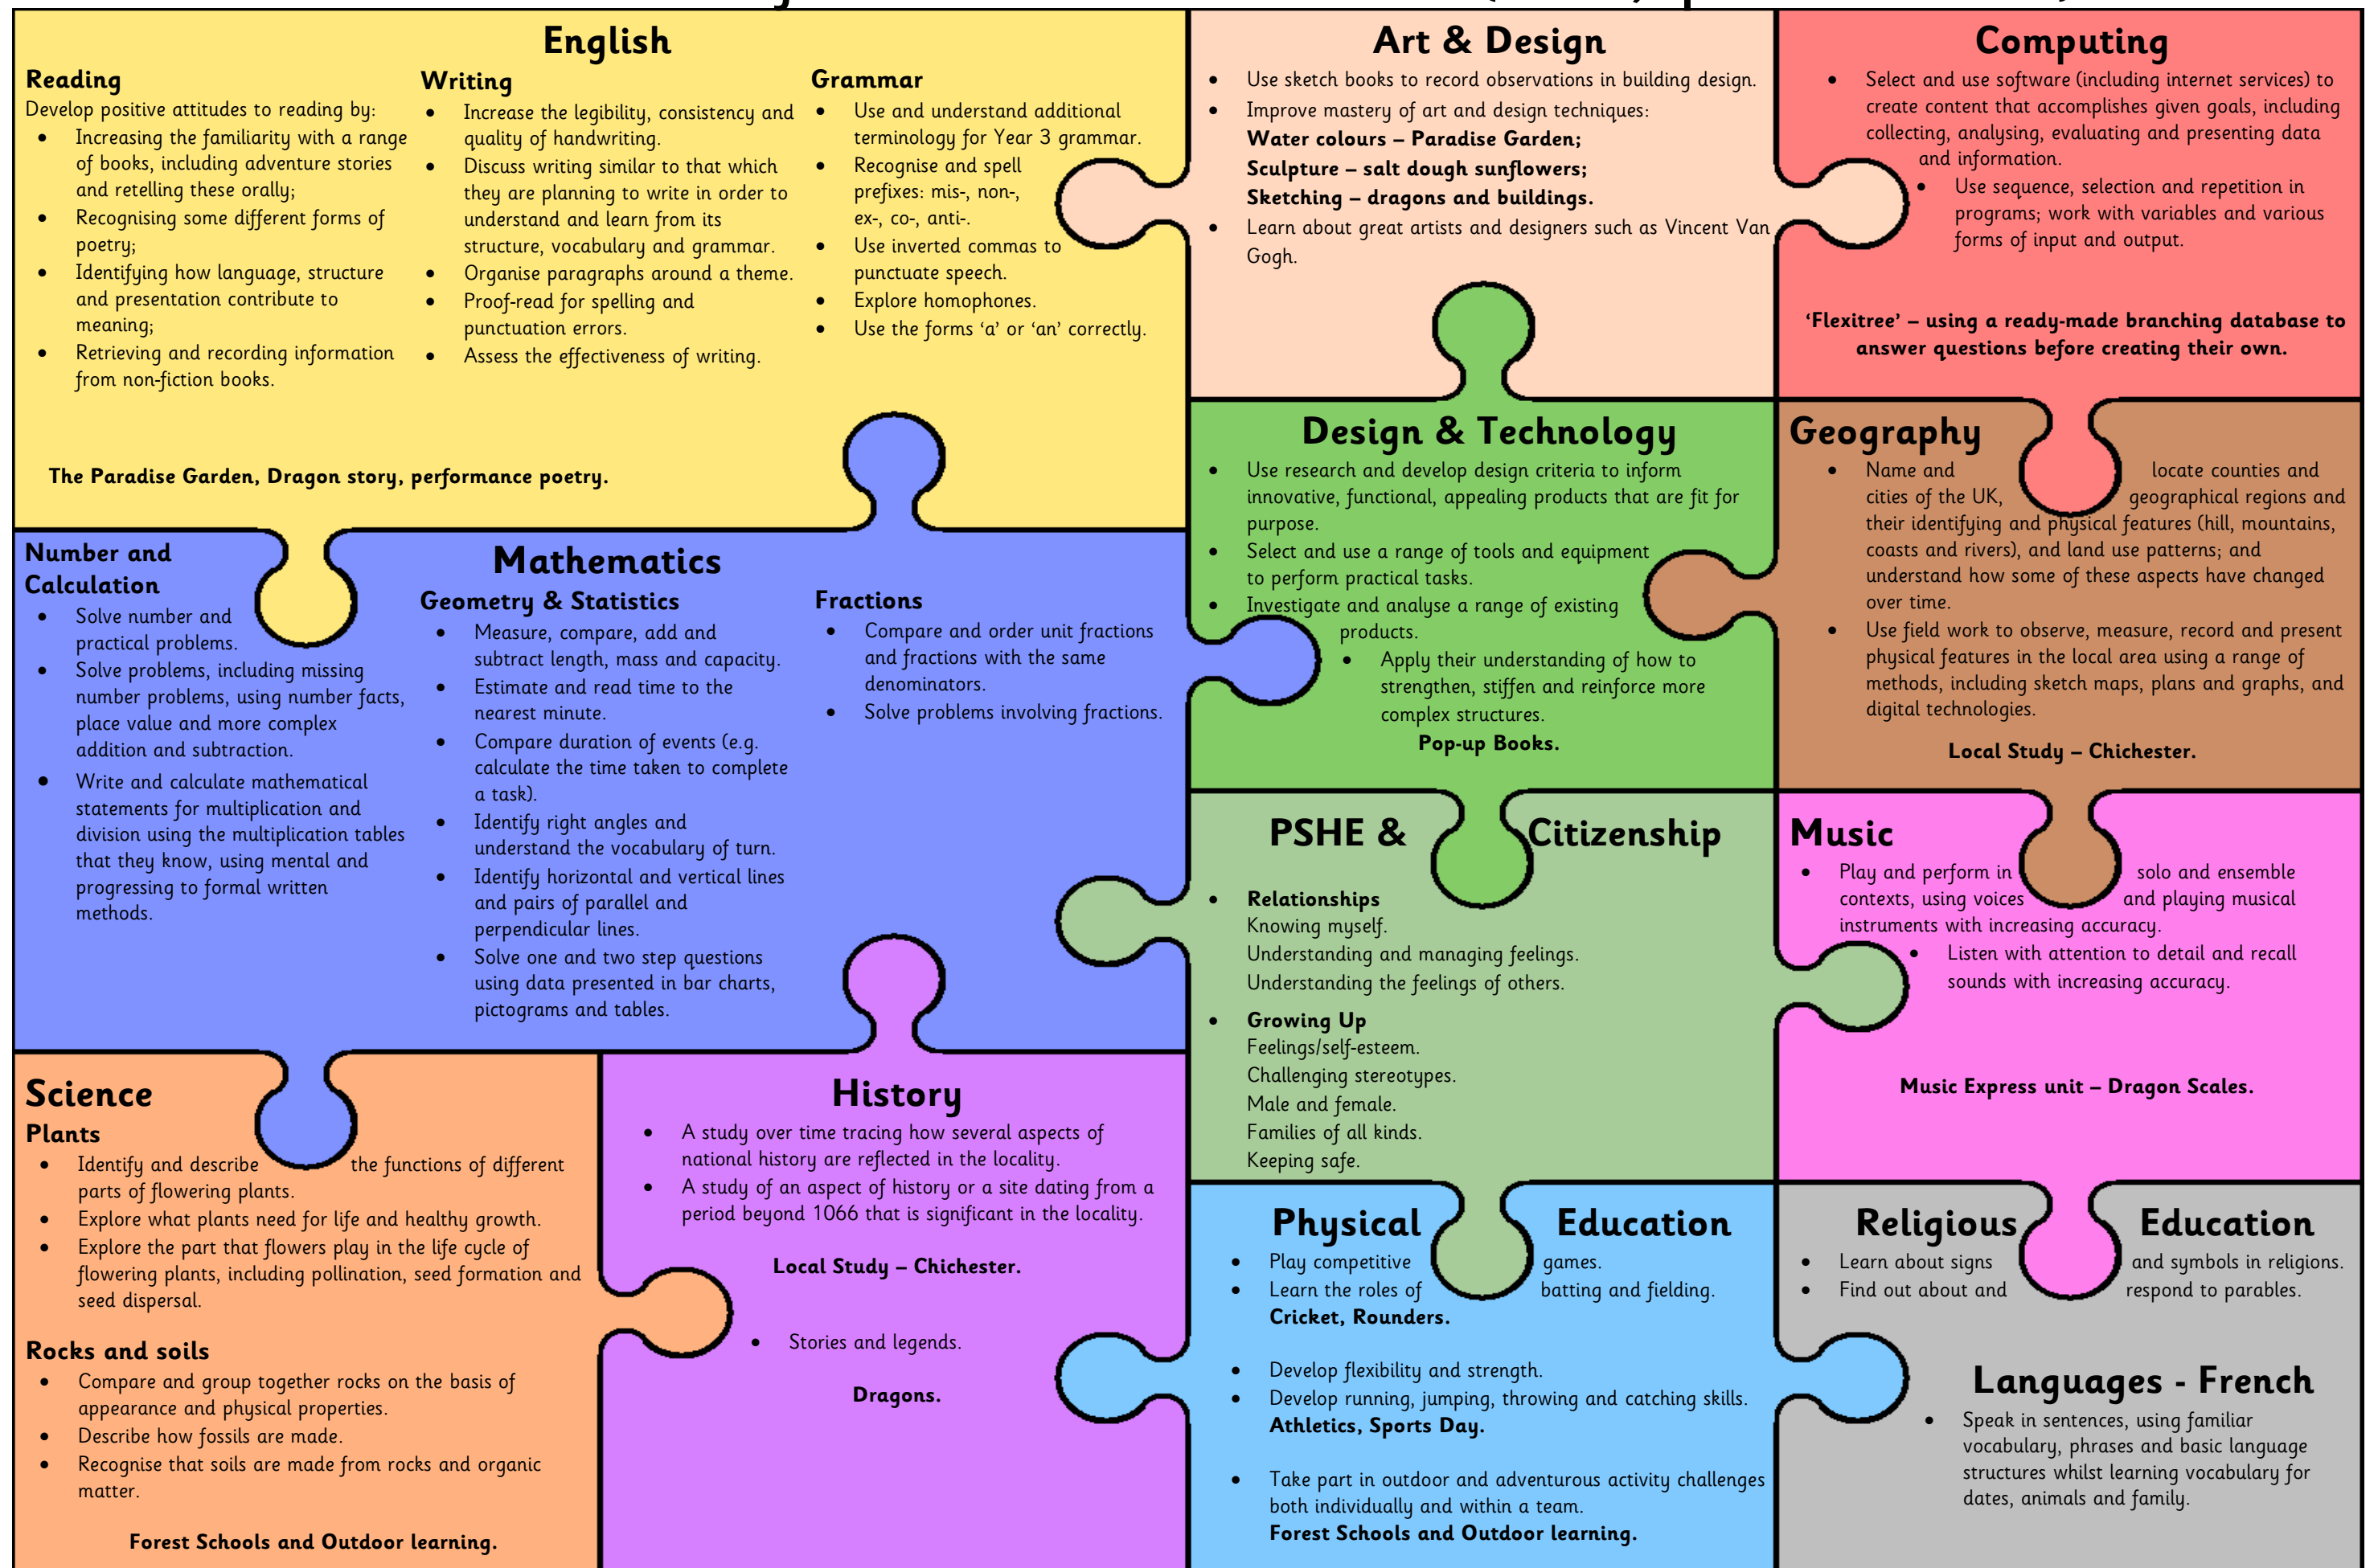 English
Reading
Develop positive attitudes to reading by:
• Increasing the familiarity with a range
of books, including adventure stories
and retelling these orally;
• Recognising some different forms of
poetry;
• Identifying how language, structure
and presentation contribute to
meaning;
• Retrieving and recording information
from non-fiction books.
Writing
• Increase the legibility, consistency and
quality of handwriting.
• Discuss writing similar to that which
they are planning to write in order to
understand and learn from its
structure, vocabulary and grammar.
• Organise paragraphs around a theme.
• Proof-read for spelling and
punctuation errors.
• Assess the effectiveness of writing.
Grammar
• Use and understand additional
terminology for Year 3 grammar.
• Recognise and spell
prefixes: mis-, non-,
ex-, co-, anti-.
• Use inverted commas to
punctuate speech.
• Explore homophones.
• Use the forms ‘a’ or ‘an’ correctly.
The Paradise Garden, Dragon story, performance poetry.
Art & Design
• Use sketch books to record observations in building design.
• Improve mastery of art and design techniques:
Water colours – Paradise Garden;
Sculpture – salt dough sunflowers;
Sketching – dragons and buildings.
• Learn about great artists and designers such as Vincent Van
Gogh.
Computing
• Select and use software (including internet services) to
create content that accomplishes given goals, including
collecting, analysing, evaluating and presenting data
and information.
• Use sequence, selection and repetition in
programs; work with variables and various
forms of input and output.
‘Flexitree’ – using a ready-made branching database to
answer questions before creating their own.
Design & Technology
• Use research and develop design criteria to inform
innovative, functional, appealing products that are fit for
purpose.
• Select and use a range of tools and equipment
to perform practical tasks.
• Investigate and analyse a range of existing
products.
• Apply their understanding of how to
strengthen, stiffen and reinforce more
complex structures.
Pop-up Books.
Geography
• Name and locate counties and
cities of the UK, geographical regions and
their identifying and physical features (hill, mountains,
coasts and rivers), and land use patterns; and
understand how some of these aspects have changed
over time.
• Use field work to observe, measure, record and present
physical features in the local area using a range of
methods, including sketch maps, plans and graphs, and
digital technologies.
Local Study – Chichester.
Mathematics
Number and
Calculation
• Solve number and
practical problems.
• Solve problems, including missing
number problems, using number facts,
place value and more complex
addition and subtraction.
• Write and calculate mathematical
statements for multiplication and
division using the multiplication tables
that they know, using mental and
progressing to formal written
methods.
Geometry & Statistics
• Measure, compare, add and
subtract length, mass and capacity.
• Estimate and read time to the
nearest minute.
• Compare duration of events (e.g.
calculate the time taken to complete
a task).
• Identify right angles and
understand the vocabulary of turn.
• Identify horizontal and vertical lines
and pairs of parallel and
perpendicular lines.
• Solve one and two step questions
using data presented in bar charts,
pictograms and tables.
Fractions
• Compare and order unit fractions
and fractions with the same
denominators.
• Solve problems involving fractions.
PSHE & Citizenship
• Relationships
Knowing myself.
Understanding and managing feelings.
Understanding the feelings of others.
• Growing Up
Feelings/self-esteem.
Challenging stereotypes.
Male and female.
Families of all kinds.
Keeping safe.
Music
• Play and perform in solo and ensemble
contexts, using voices and playing musical
instruments with increasing accuracy.
• Listen with attention to detail and recall
sounds with increasing accuracy.
Music Express unit – Dragon Scales.
Science
Plants
• Identify and describe the functions of different
parts of flowering plants.
• Explore what plants need for life and healthy growth.
• Explore the part that flowers play in the life cycle of
flowering plants, including pollination, seed formation and
seed dispersal.
Rocks and soils
• Compare and group together rocks on the basis of
appearance and physical properties.
• Describe how fossils are made.
• Recognise that soils are made from rocks and organic
matter.
Forest Schools and Outdoor learning.
History
• A study over time tracing how several aspects of
national history are reflected in the locality.
• A study of an aspect of history or a site dating from a
period beyond 1066 that is significant in the locality.
Local Study – Chichester.
• Stories and legends.
Dragons.
Physical Education
• Play competitive games.
• Learn the roles of batting and fielding.
Cricket, Rounders.
• Develop flexibility and strength.
• Develop running, jumping, throwing and catching skills.
Athletics, Sports Day.
• Take part in outdoor and adventurous activity challenges
both individually and within a team.
Forest Schools and Outdoor learning.
Religious Education
• Learn about signs and symbols in religions.
• Find out about and respond to parables.
Languages - French
• Speak in sentences, using familiar
vocabulary, phrases and basic language
structures whilst learning vocabulary for
dates, animals and family.